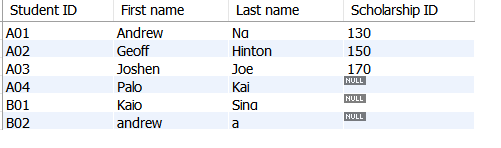 Student ID First name Last name Scholarship ID
A01 Andrew Na 130
A02 Geoff Hinton 150
A03 Joshen Joe 170
A04 Palo Kai NULL
B01 Kaio Sing NULL
B02 andrew a NULL